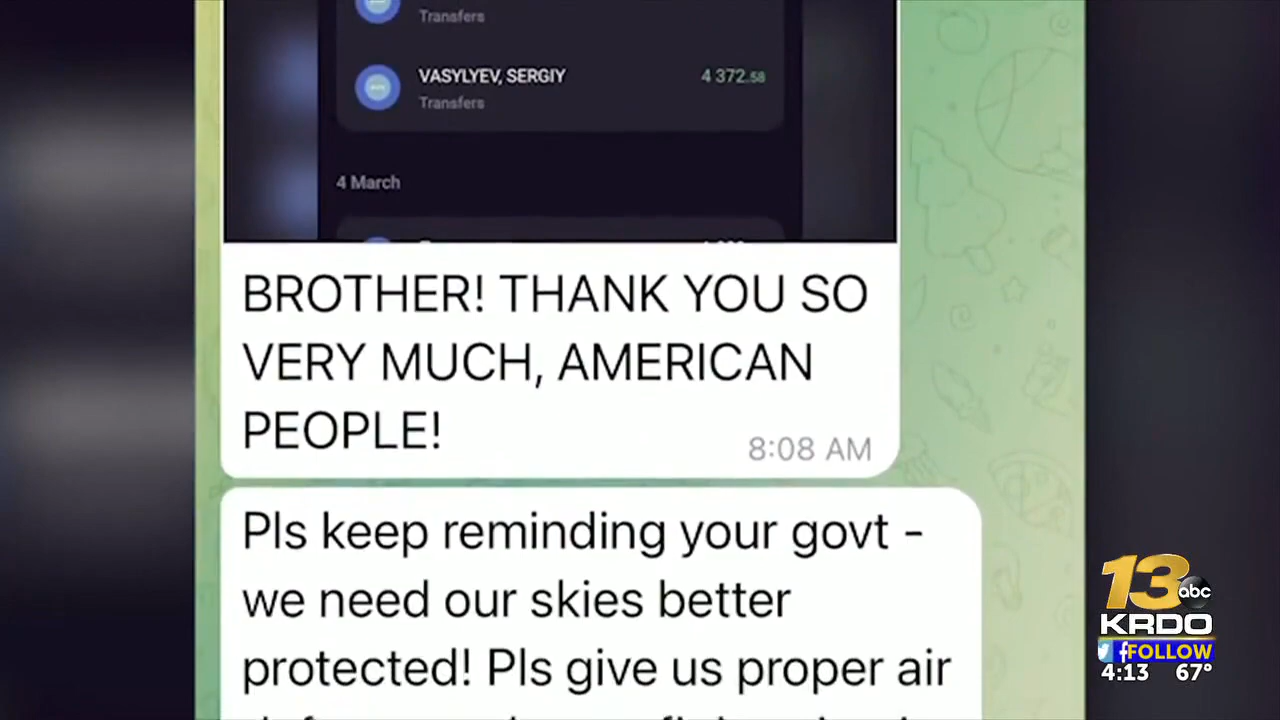 Transfers
VASYLYEV, SERGIY 4 372.58
Transfers
4 March
BROTHER! THANK YOU SO
VERY MUCH, AMERICAN
PEOPLE!
8:08 AM
Pls keep reminding your govt -
we need our skies better
protected! Pls give us proper air
13 abc
KRDO
f FOLLOW
4:13 67°